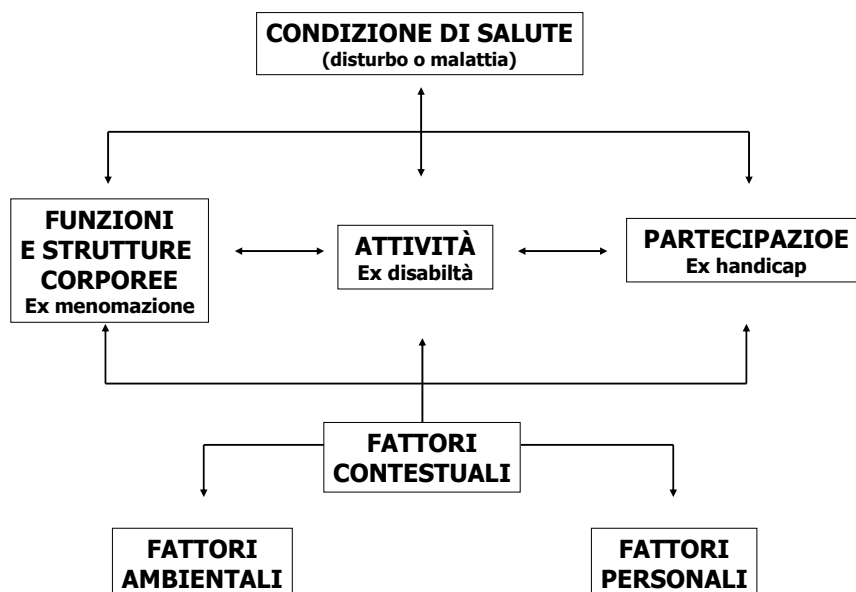 CONDIZIONE DI SALUTE
(disturbo o malattia)
FUNZIONI
E STRUTTURE
CORPOREE
Ex menomazione
ATTIVITÀ
Ex disabiltà
PARTECIPAZIOE
Ex handicap
FATTORI
CONTESTUALI
FATTORI
AMBIENTALI
FATTORI
PERSONALI